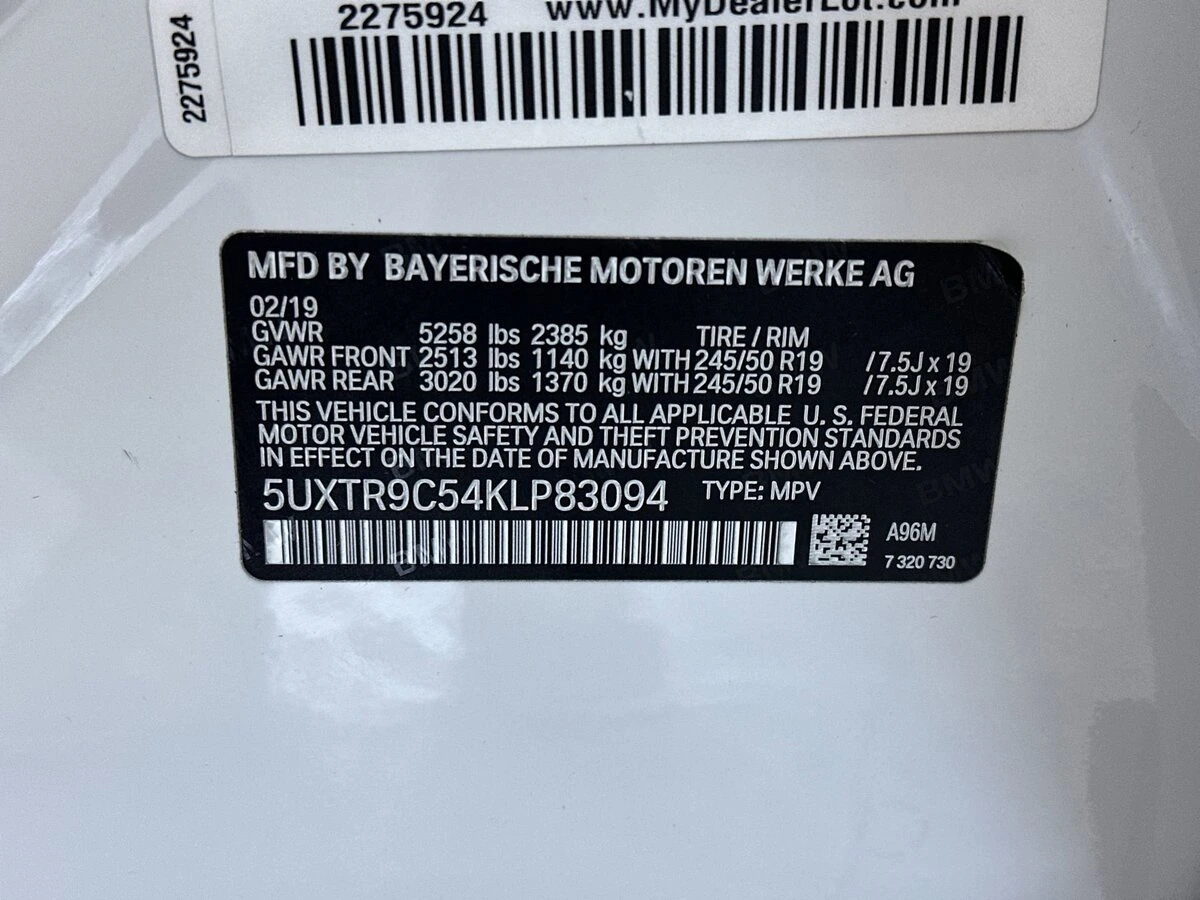 2275924 www.MyDealerLot.com
2275924
MFD BY BAYERISCHE MOTOREN WERKE AG
02/19
GVWR 5258 lbs 2385 kg TIRE / RIM
GAWR FRONT 2513 lbs 1140 kg WITH 245/50 R19 /7.5J x 19
GAWR REAR 3020 lbs 1370 kg WITH 245/50 R19 /7.5J x 19
THIS VEHICLE CONFORMS TO ALL APPLICABLE U. S. FEDERAL
MOTOR VEHICLE SAFETY AND THEFT PREVENTION STANDARDS
IN EFFECT ON THE DATE OF MANUFACTURE SHOWN ABOVE.
5UXTR9C54KLP83094 TYPE: MPV
A96M
7 320 730